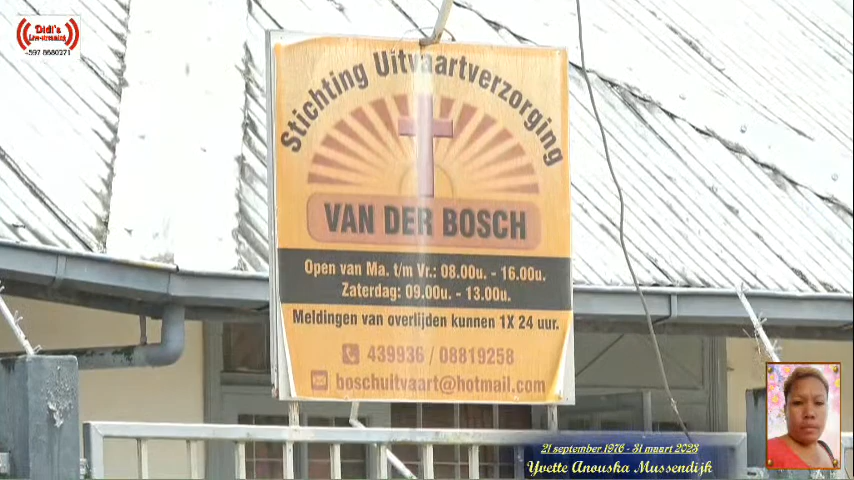 Didi's
Live-streaming
+597 8680271
Stichting Uitvaartverzorging
VAN DER BOSCH
Open van Ma. t/m Vr.: 08.00u. - 16.00u.
Zaterdag: 09.00u. - 13.00u.
Meldingen van overlijden kunnen 1X 24 uur.
439936 / 08819258
boschuitvaart@hotmail.com
21 september 1976 - 31 maart 2023
Yvette Anouska Mussendijk